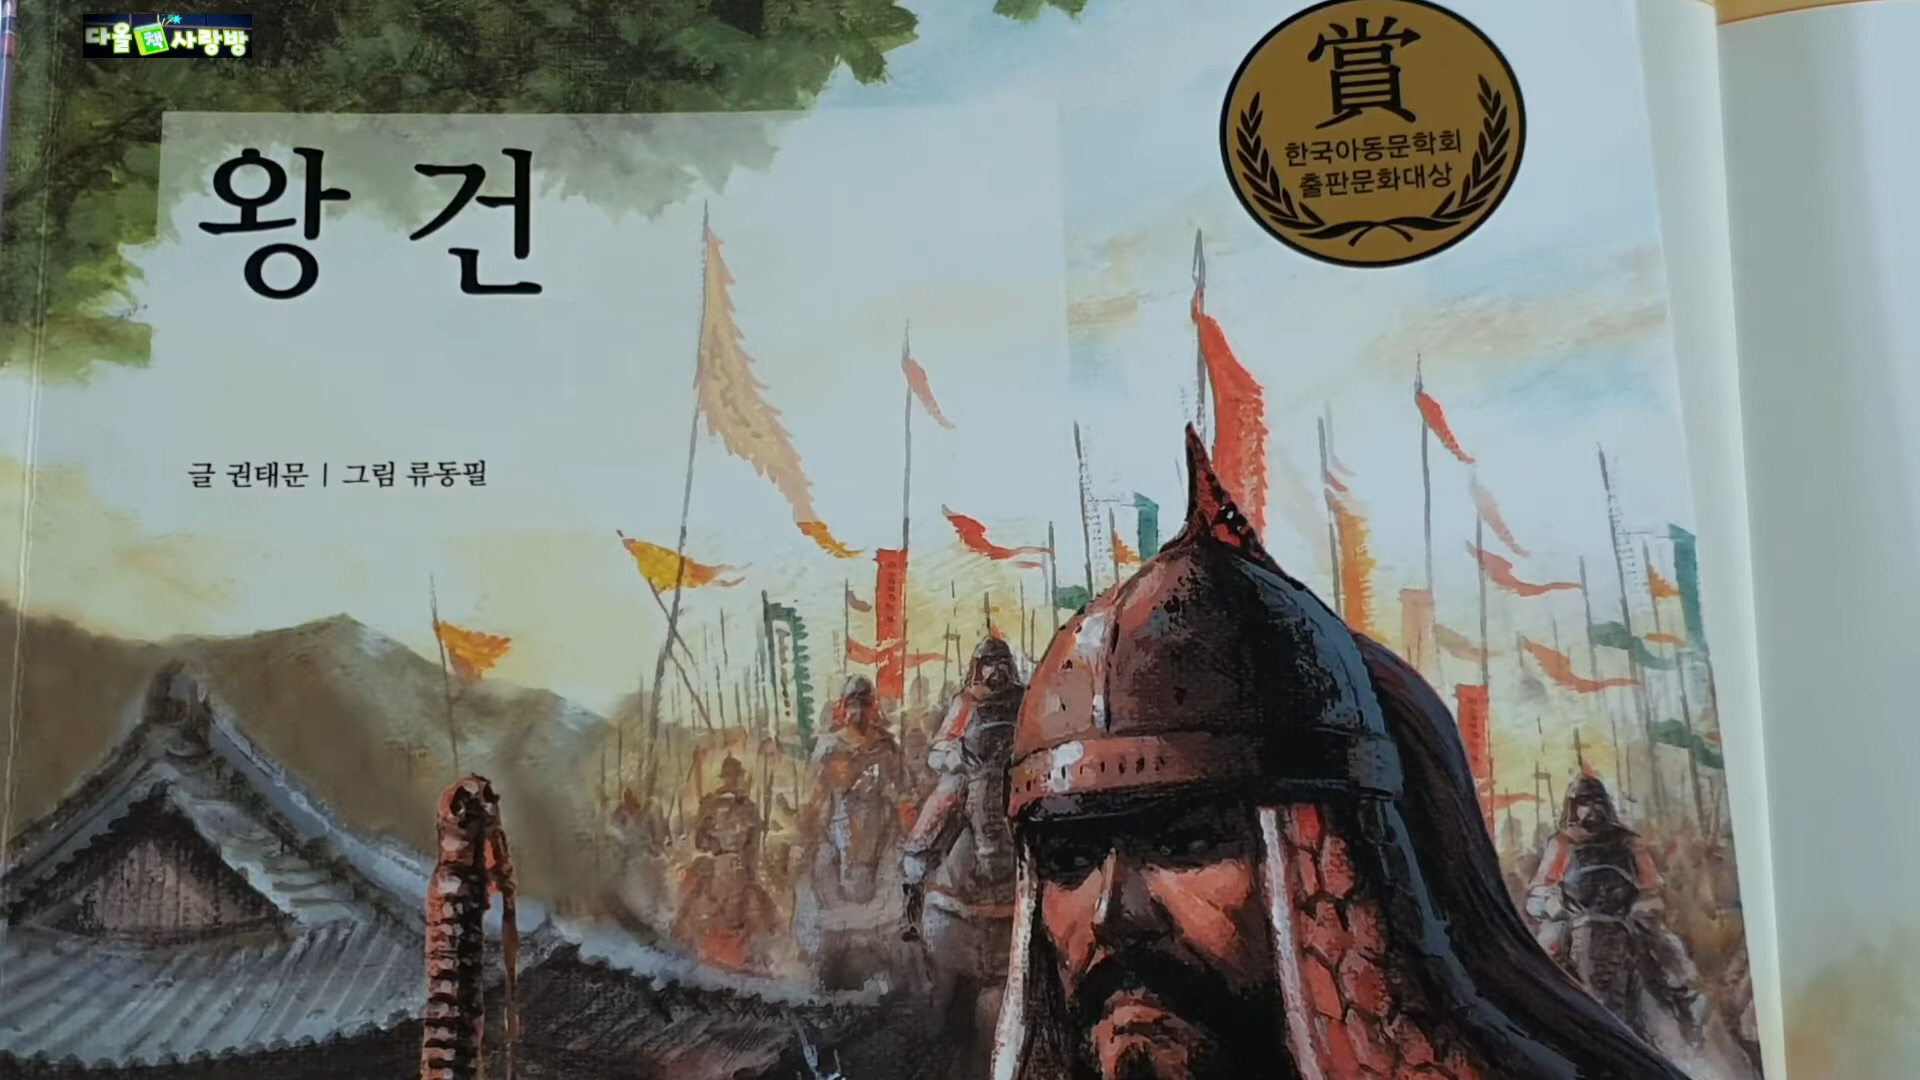 다올책사랑방
왕건
글 권태문 | 그림 류동필
賞
한국아동문학회
출판문화대상